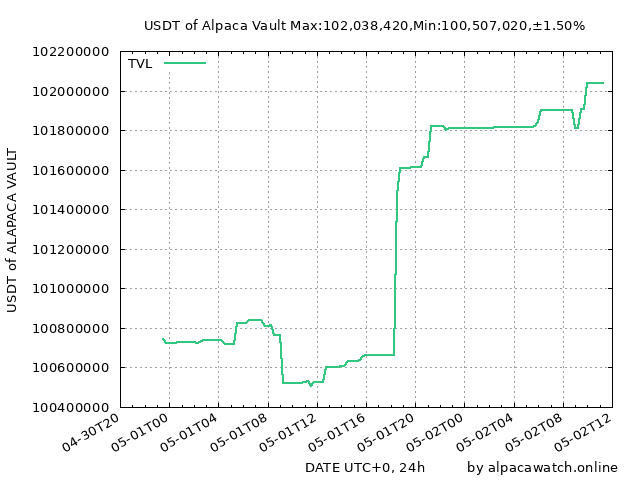 USDT of Alpaca Vault Max:102,038,420,Min:100,507,020,±1.50%
TVL
USDT of ALAPACA VAULT
102200000
102000000
101800000
101600000
101400000
101200000
101000000
100800000
100600000
100400000
04-30T20
05-01T00
05-01T04
05-01T08
05-01T12
05-01T16
05-01T20
05-02T00
05-02T04
05-02T08
05-02T12
DATE UTC+0, 24h
by alpacawatch.online